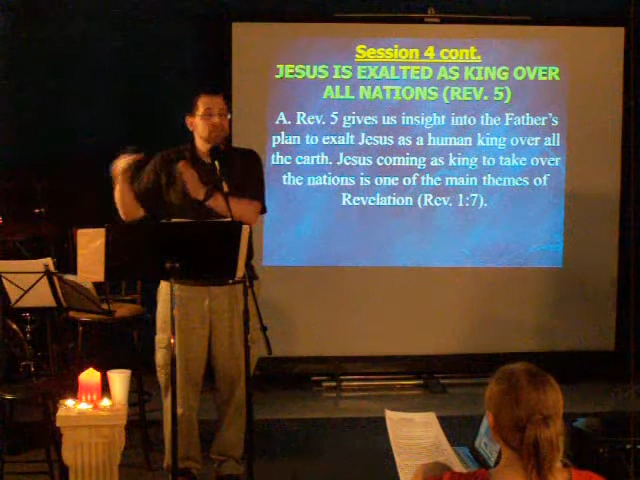 Session 4 cont.
JESUS IS EXALTED AS KING OVER
ALL NATIONS (REV. 5)
A. Rev. 5 gives us insight into the Father's
plan to exalt Jesus as a human king over all
the earth. Jesus coming as king to take over
the nations is one of the main themes of
Revelation (Rev. 1:7).